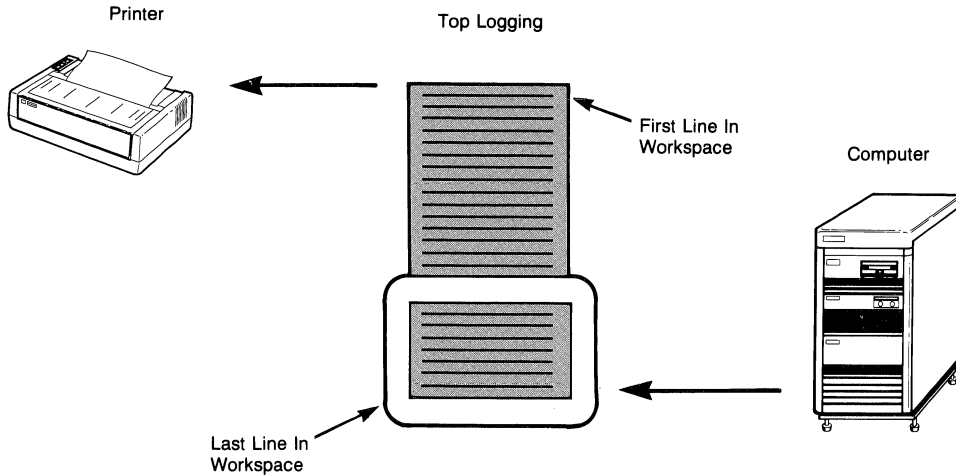 Printer
Top Logging
First Line In
Workspace
Computer
Last Line In
Workspace